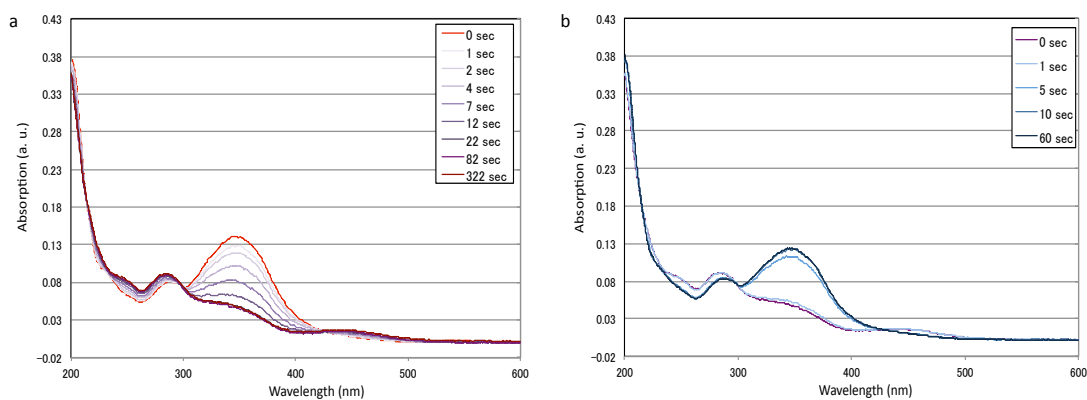 a
Absorption (a. u.)
0.43
0.38
0.33
0.28
0.23
0.18
0.13
0.08
0.03
−0.02
0 sec
1 sec
2 sec
4 sec
7 sec
12 sec
22 sec
82 sec
322 sec
200
300
400
500
600
Wavelength (nm)
b
Absorption (a. u.)
0.43
0.38
0.33
0.28
0.23
0.18
0.13
0.08
0.03
−0.02
0 sec
1 sec
5 sec
10 sec
60 sec
200
300
400
500
600
Wavelength (nm)